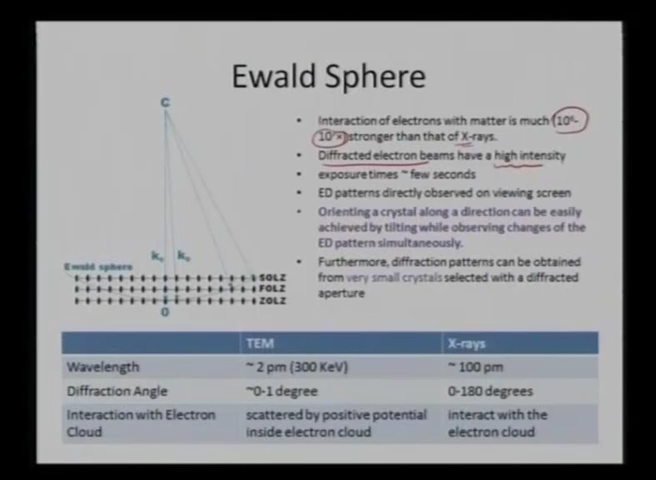 Ewald Sphere
C
k₀
Ewald sphere
SOLZ
FOLZ
ZOLZ
0
• Interaction of electrons with matter is much
stronger than that of X-rays.
• Diffracted electron beams have a high intensity
• exposure times ~ few seconds
• ED patterns directly observed on viewing screen
• Orienting a crystal along a direction can be easily
achieved by tilting while observing changes of the
ED pattern simultaneously.
• Furthermore, diffraction patterns can be obtained
from very small crystals selected with a diffracted
aperture
TEM X-rays
Wavelength ~ 2 pm (300 KeV) ~ 100 pm
Diffraction Angle ~0-1 degree 0-180 degrees
Interaction with Electron scattered by positive potential interact with the
Cloud inside electron cloud electron cloud